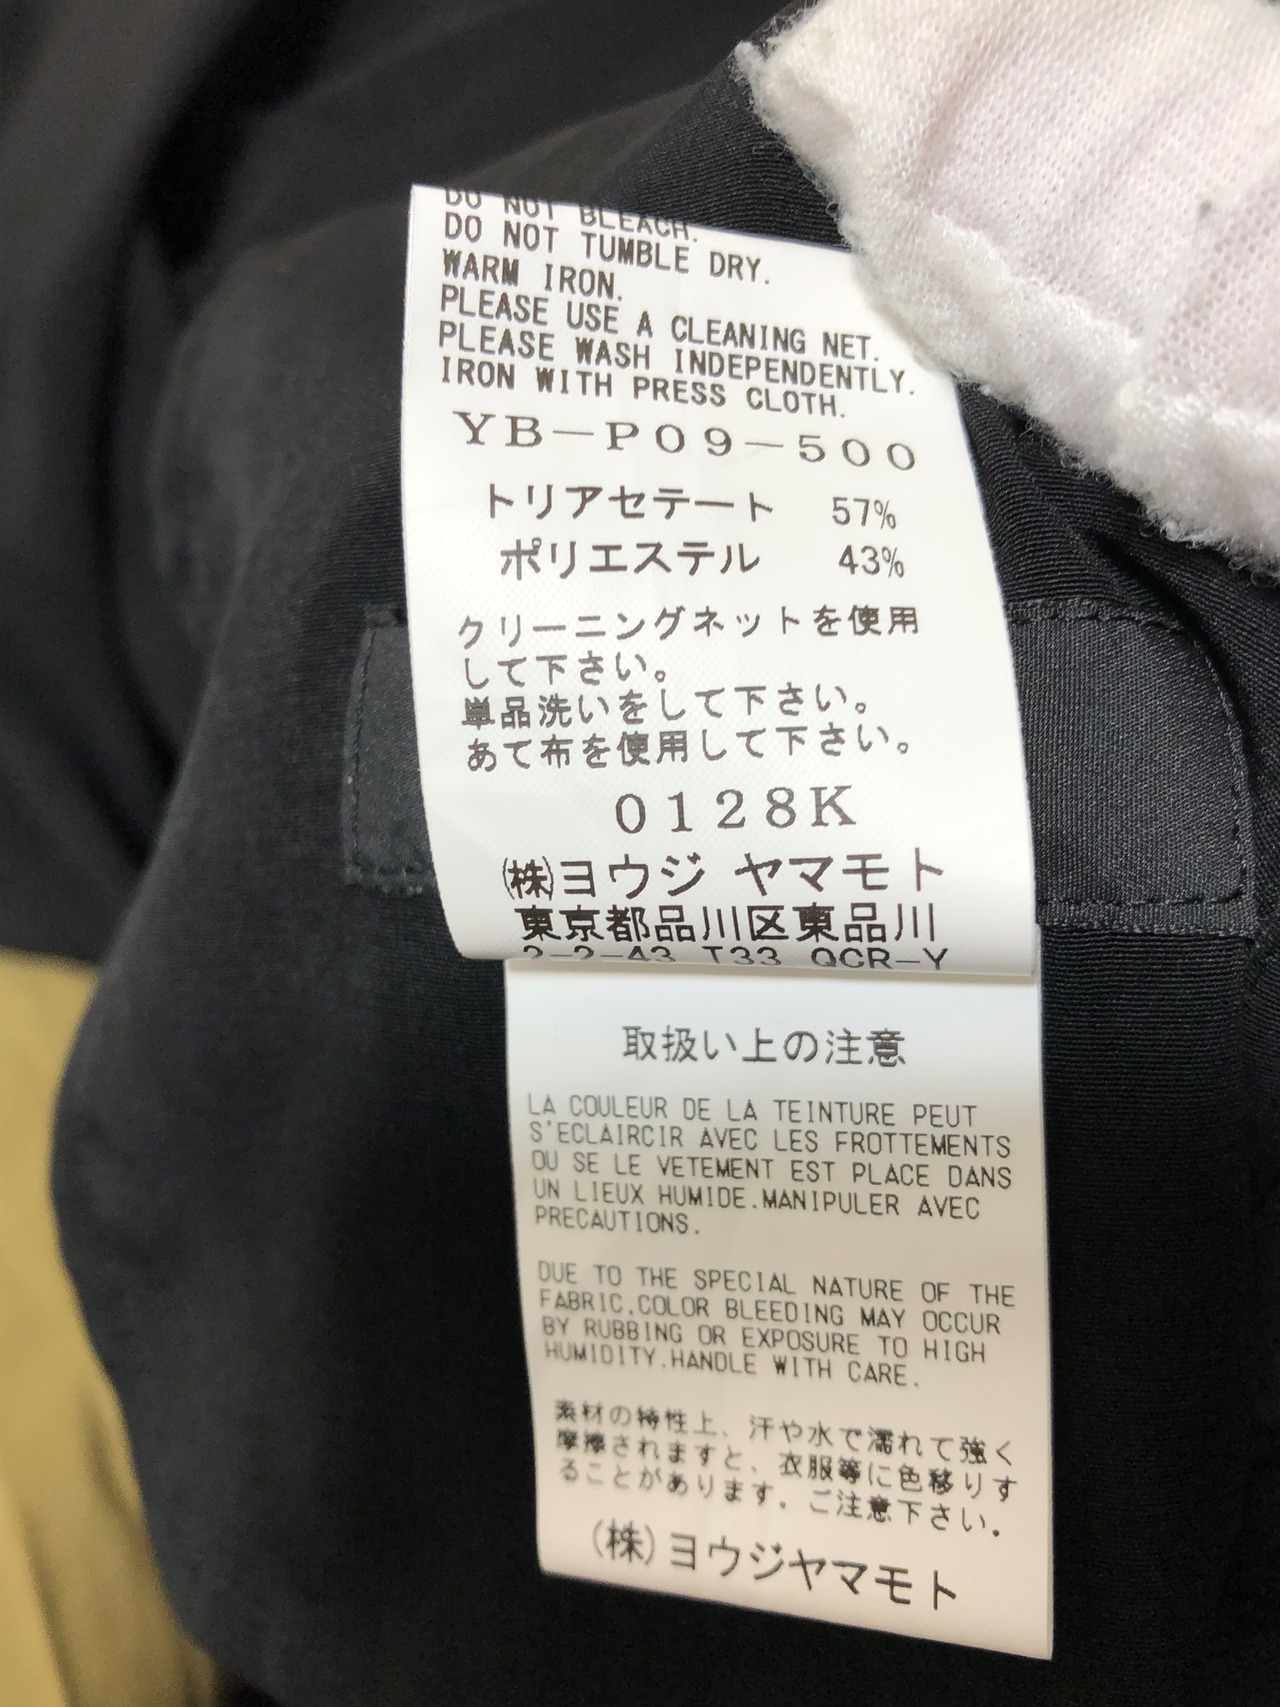 DO NOT BLEACH.
DO NOT TUMBLE DRY.
WARM IRON.
PLEASE USE A CLEANING NET.
PLEASE WASH INDEPENDENTLY.
IRON WITH PRESS CLOTH.
YB-P09-500
トリアセテート 57%
ポリエステル 43%
クリーニングネットを使用
して下さい。
単品洗いをして下さい。
あて布を使用して下さい。
0128K
(株)ヨウジ ヤマモト
東京都品川区東品川
2-2-43 T33 QCR-Y
取扱い上の注意
LA COULEUR DE LA TEINTURE PEUT
S'ECLAIRCIR AVEC LES FROTTEMENTS
OU SE LE VETEMENT EST PLACE DANS
UN LIEUX HUMIDE.MANIPULER AVEC
PRECAUTIONS.
DUE TO THE SPECIAL NATURE OF THE
FABRIC,COLOR BLEEDING MAY OCCUR
BY RUBBING OR EXPOSURE TO HIGH
HUMIDITY.HANDLE WITH CARE.
素材の特性上、汗や水で濡れて強く
摩擦されますと、衣服等に色移りす
ることがあります。ご注意下さい。
(株)ヨウジヤマモト